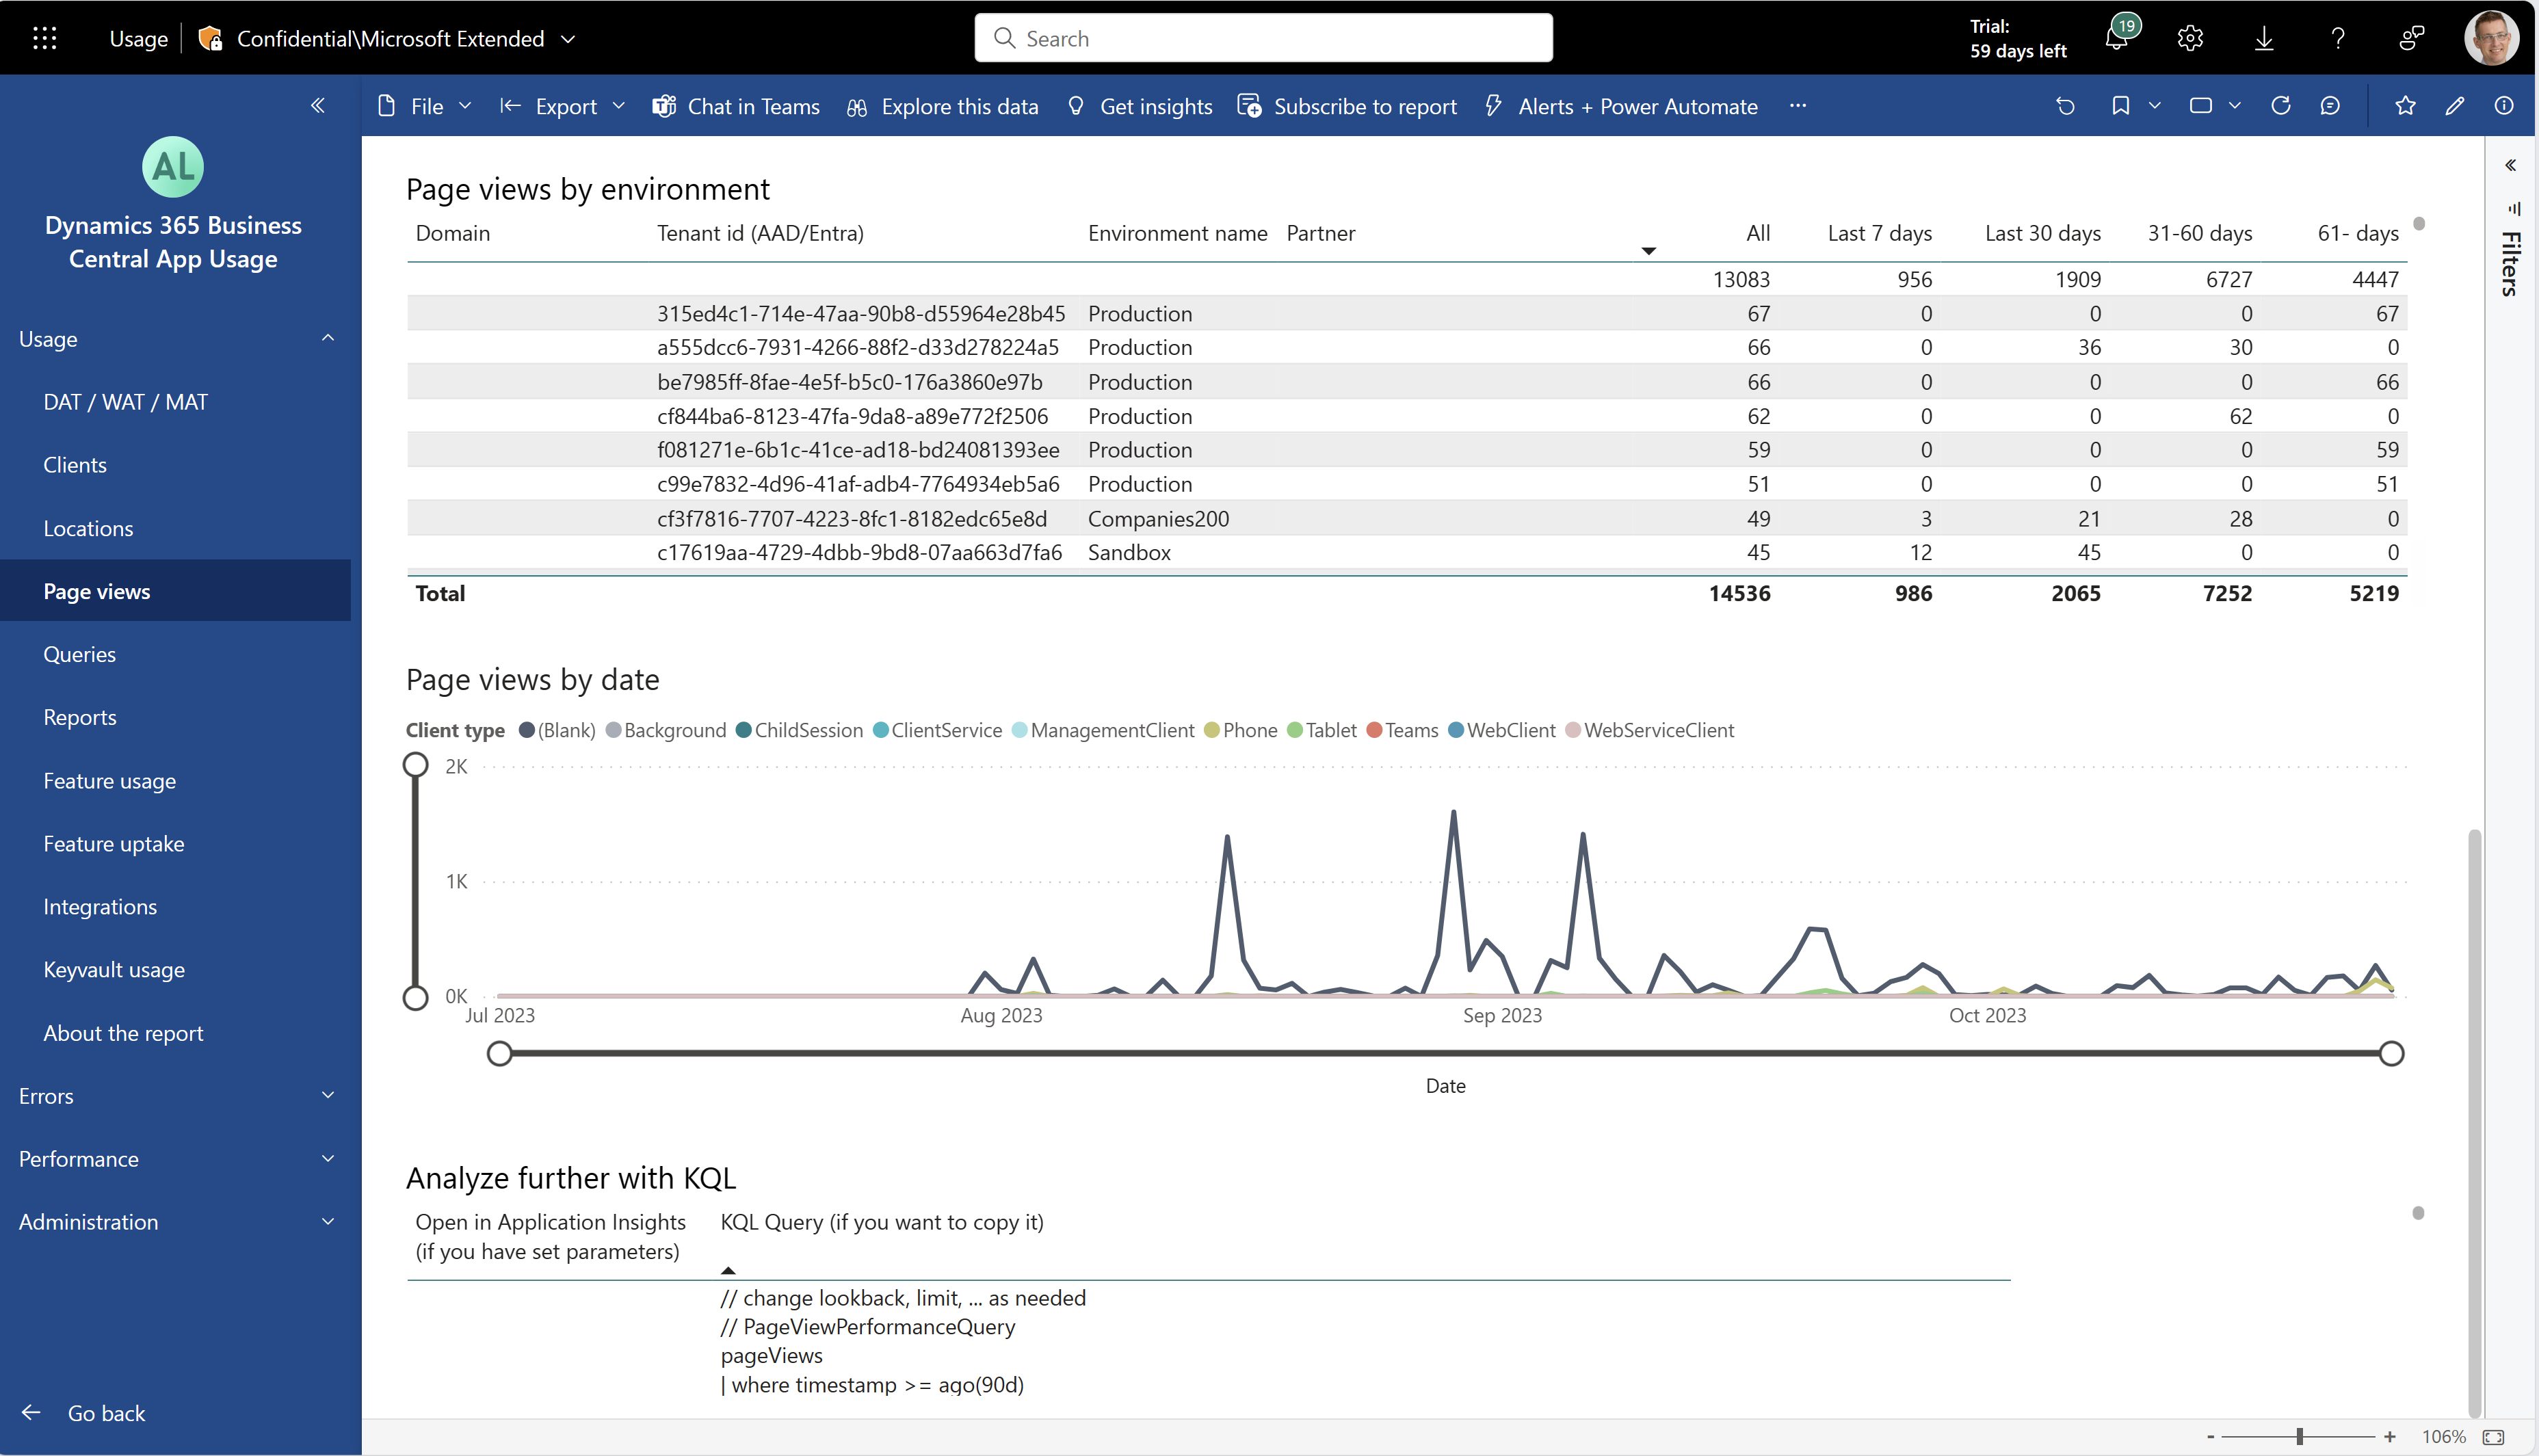 Usage
Confidential\Microsoft Extended
Search
Trial:
59 days left
19
File
Export
Chat in Teams
Explore this data
Get insights
Subscribe to report
Alerts + Power Automate
AL
Dynamics 365 Business
Central App Usage
Usage
DAT / WAT / MAT
Clients
Locations
Page views
Queries
Reports
Feature usage
Feature uptake
Integrations
Keyvault usage
About the report
Errors
Performance
Administration
Go back
Page views by environment
Domain Tenant id (AAD/Entra) Environment name Partner All Last 7 days Last 30 days 31-60 days 61- days
13083 956 1909 6727 4447
315ed4c1-714e-47aa-90b8-d55964e28b45 Production 67 0 0 0 67
a555dcc6-7931-4266-88f2-d33d278224a5 Production 66 0 36 30 0
be7985ff-8fae-4e5f-b5c0-176a3860e97b Production 66 0 0 0 66
cf844ba6-8123-47fa-9da8-a89e772f2506 Production 62 0 0 62 0
f081271e-6b1c-41ce-ad18-bd24081393ee Production 59 0 0 0 59
c99e7832-4d96-41af-adb4-7764934eb5a6 Production 51 0 0 0 51
cf3f7816-7707-4223-8fc1-8182edc65e8d Companies200 49 3 21 28 0
c17619aa-4729-4dbb-9bd8-07aa663d7fa6 Sandbox 45 12 45 0 0
Total 14536 986 2065 7252 5219
Filters
Page views by date
Client type (Blank) Background ChildSession ClientService ManagementClient Phone Tablet Teams WebClient WebServiceClient
2K
1K
0K
Jul 2023 Aug 2023 Sep 2023 Oct 2023
Date
Analyze further with KQL
Open in Application Insights
(if you have set parameters)
KQL Query (if you want to copy it)
// change lookback, limit, ... as needed
// PageViewPerformanceQuery
pageViews
| where timestamp >= ago(90d)
- + 106%